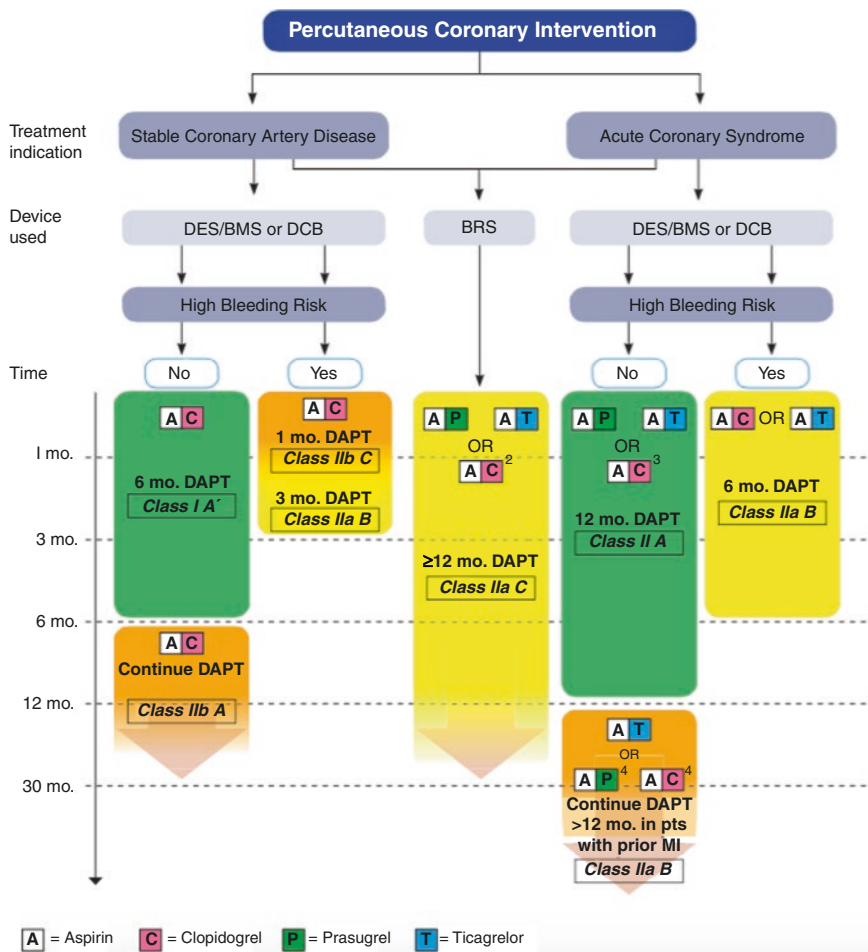 Percutaneous Coronary Intervention
Treatment
indication
Stable Coronary Artery Disease
Acute Coronary Syndrome
Device
used
DES/BMS or DCB
BRS
DES/BMS or DCB
High Bleeding Risk
High Bleeding Risk
Time
No
Yes
No
Yes
A C
6 mo. DAPT
Class I A´
A C
Continue DAPT
Class IIb A
A C
1 mo. DAPT
Class IIb C
3 mo. DAPT
Class IIa B
A P A T
OR
A C 2
≥12 mo. DAPT
Class IIa C
A P A T
OR
A C 3
12 mo. DAPT
Class II A
A T
OR
A P 4 A C 4
Continue DAPT
>12 mo. in pts
with prior MI
Class IIa B
A C OR A T
6 mo. DAPT
Class IIa B
I mo.
3 mo.
6 mo.
12 mo.
30 mo.
A = Aspirin C = Clopidogrel P = Prasugrel T = Ticagrelor